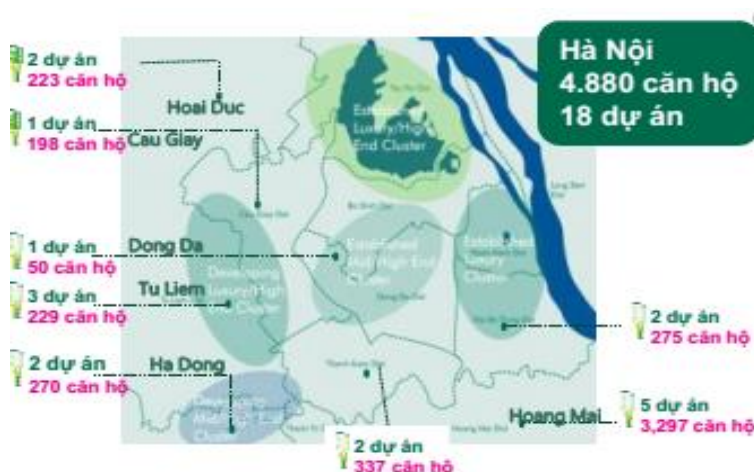 Hà Nội
4.880 căn hộ
18 dự án
2 dự án
223 căn hộ
Hoai Duc
1 dự án
198 căn hộ
Cau Giay
Established
Luxury/High
End Cluster
1 dự án
50 căn hộ
Dong Da
Established
Mid/High End
Cluster
Established
Luxury
Cluster
3 dự án
229 căn hộ
Tu Liem
Developing
Luxury/High
End Cluster
2 dự án
275 căn hộ
2 dự án
270 căn hộ
Ha Dong
Cluster
Hoang Mai
5 dự án
3,297 căn hộ
2 dự án
337 căn hộ